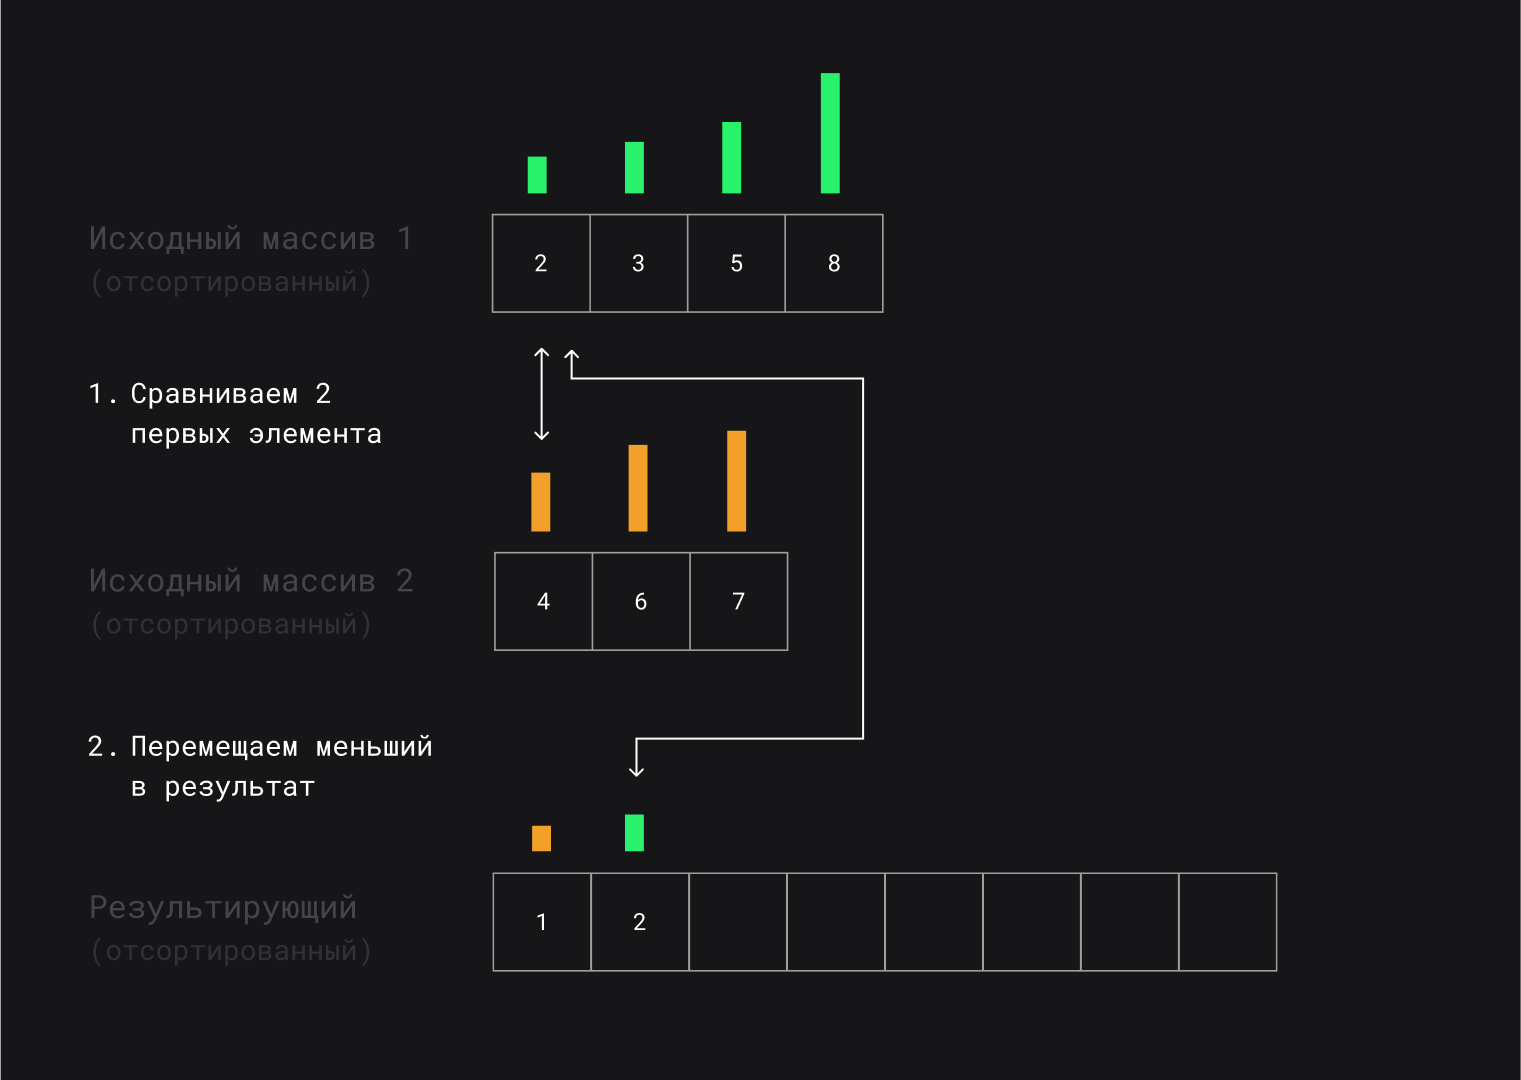 Исходный массив 1
(отсортированный)
2 3 5 8
1. Сравниваем 2
первых элемента
Исходный массив 2
(отсортированный)
4 6 7
2. Перемещаем меньший
в результат
Результирующий
(отсортированный)
1 2